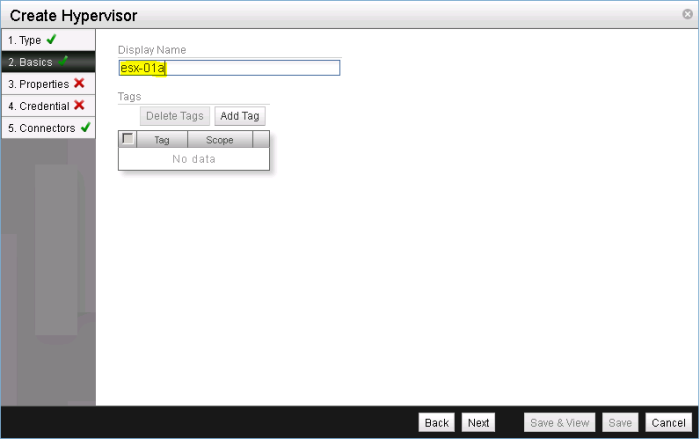 Create Hypervisor
1. Type
2. Basics
3. Properties
4. Credential
5. Connectors
Display Name
esx-01a
Tags
Delete Tags Add Tag
Tag Scope
No data
Back Next Save & View Save Cancel